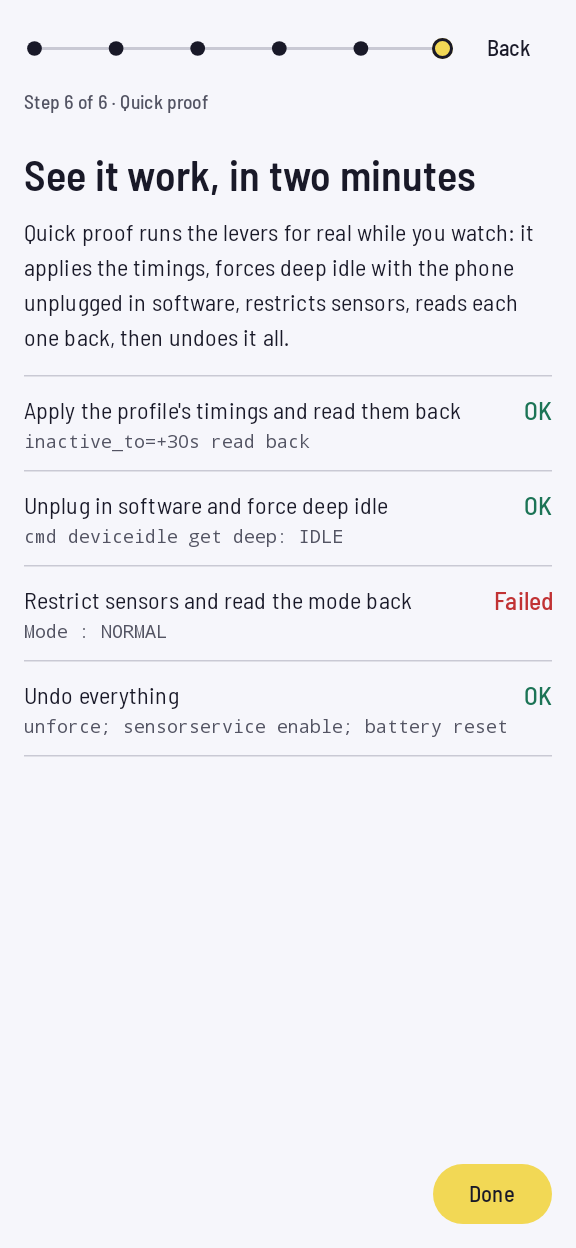 Back
Step 6 of 6 · Quick proof
See it work, in two minutes
Quick proof runs the levers for real while you watch: it
applies the timings, forces deep idle with the phone
unplugged in software, restricts sensors, reads each
one back, then undoes it all.
Apply the profile's timings and read them back OK
inactive_to=+30s read back
Unplug in software and force deep idle OK
cmd deviceidle get deep: IDLE
Restrict sensors and read the mode back Failed
Mode : NORMAL
Undo everything OK
unforce; sensorservice enable; battery reset
Done